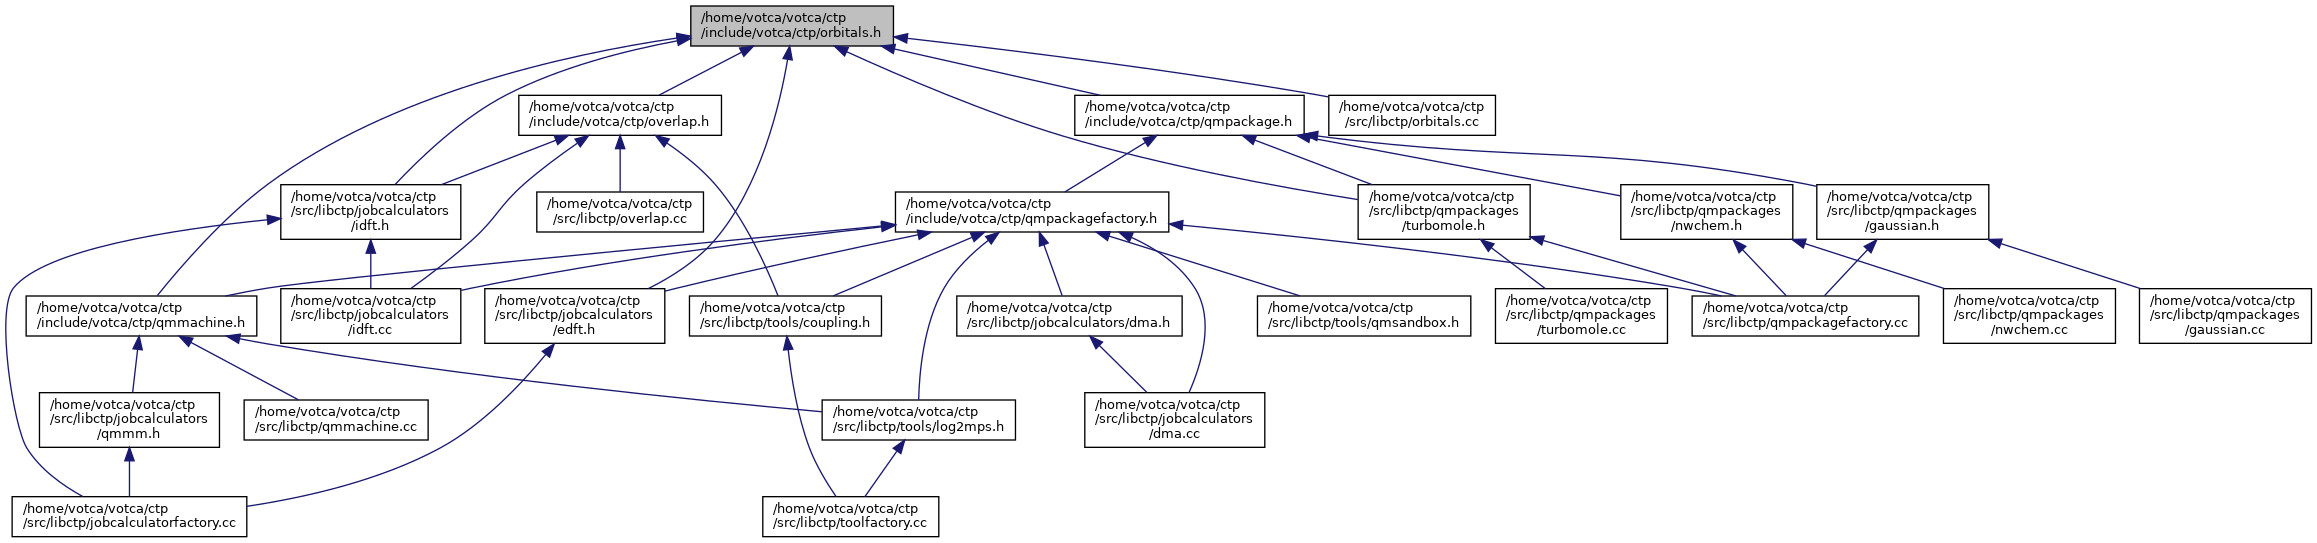 /home/votca/votca/ctp
/include/votca/ctp/orbitals.h
/home/votca/votca/ctp
/include/votca/ctp/overlap.h
/home/votca/votca/ctp
/include/votca/ctp/qmpackage.h
/home/votca/votca/ctp
/src/libctp/orbitals.cc
/home/votca/votca/ctp
/src/libctp/jobcalculators
/idft.h
/home/votca/votca/ctp
/src/libctp/overlap.cc
/home/votca/votca/ctp
/include/votca/ctp/qmpackagefactory.h
/home/votca/votca/ctp
/src/libctp/qmpackages
/turbomole.h
/home/votca/votca/ctp
/src/libctp/qmpackages
/nwchem.h
/home/votca/votca/ctp
/src/libctp/qmpackages
/gaussian.h
/home/votca/votca/ctp
/include/votca/ctp/qmmachine.h
/home/votca/votca/ctp
/src/libctp/jobcalculators
/idft.cc
/home/votca/votca/ctp
/src/libctp/jobcalculators
/edft.h
/home/votca/votca/ctp
/src/libctp/tools/coupling.h
/home/votca/votca/ctp
/src/libctp/jobcalculators/dma.h
/home/votca/votca/ctp
/src/libctp/tools/qmsandbox.h
/home/votca/votca/ctp
/src/libctp/qmpackages
/turbomole.cc
/home/votca/votca/ctp
/src/libctp/qmpackagefactory.cc
/home/votca/votca/ctp
/src/libctp/qmpackages
/nwchem.cc
/home/votca/votca/ctp
/src/libctp/qmpackages
/gaussian.cc
/home/votca/votca/ctp
/src/libctp/jobcalculators
/qmmm.h
/home/votca/votca/ctp
/src/libctp/qmmachine.cc
/home/votca/votca/ctp
/src/libctp/tools/log2mps.h
/home/votca/votca/ctp
/src/libctp/jobcalculators
/dma.cc
/home/votca/votca/ctp
/src/libctp/jobcalculatorfactory.cc
/home/votca/votca/ctp
/src/libctp/toolfactory.cc